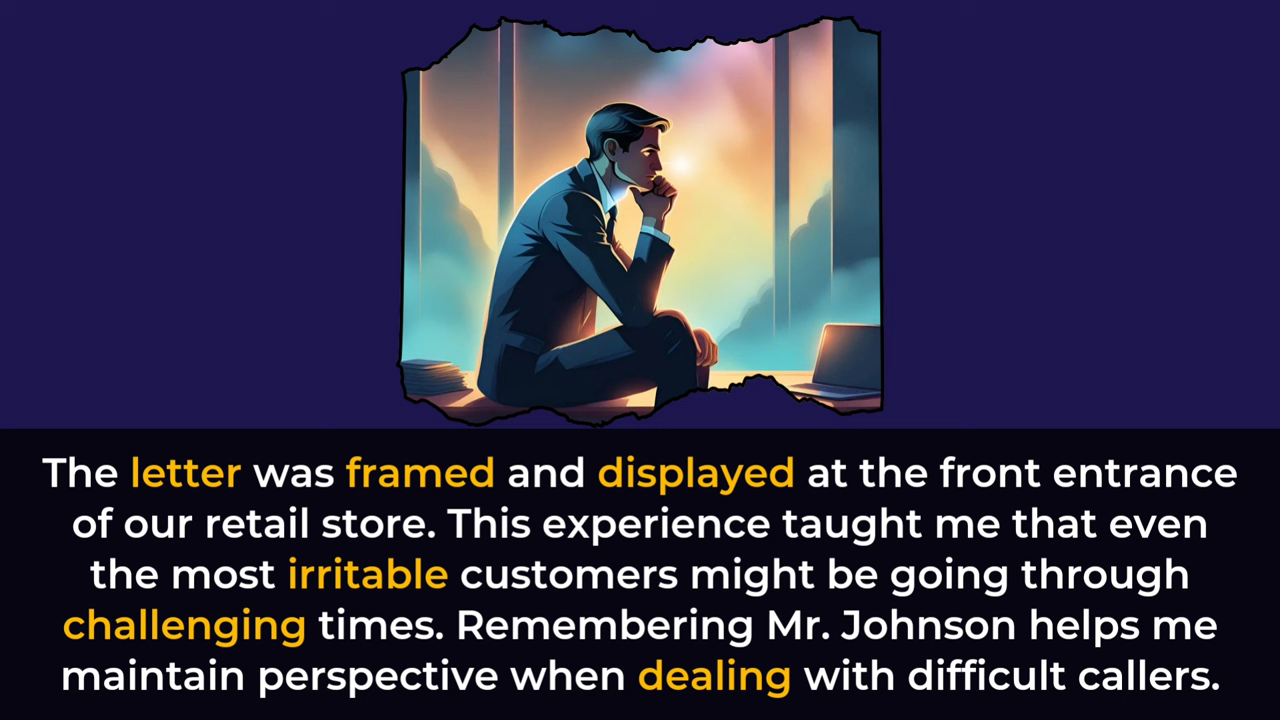 The letter was framed and displayed at the front entrance
of our retail store. This experience taught me that even
the most irritable customers might be going through
challenging times. Remembering Mr. Johnson helps me
maintain perspective when dealing with difficult callers.